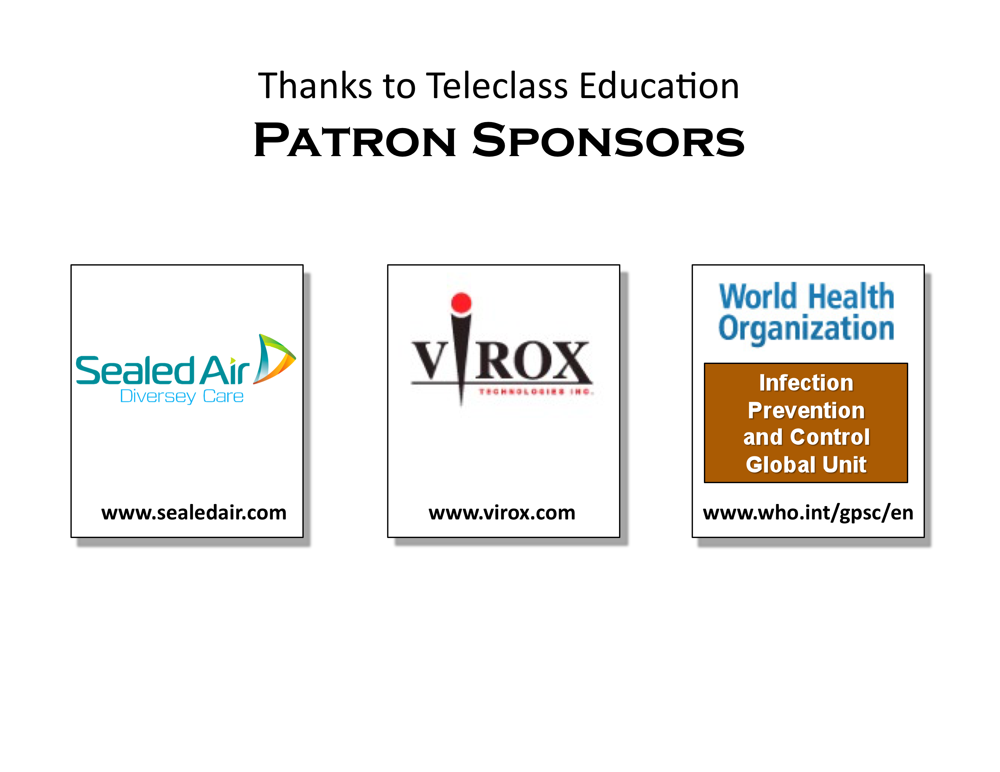 Thanks to Teleclass Education
PATRON SPONSORS
Sealed Air
Diversey Care
www.sealedair.com
VIROX
TECHNOLOGIES INC.
www.virox.com
World Health
Organization
Infection
Prevention
and Control
Global Unit
www.who.int/gpsc/en